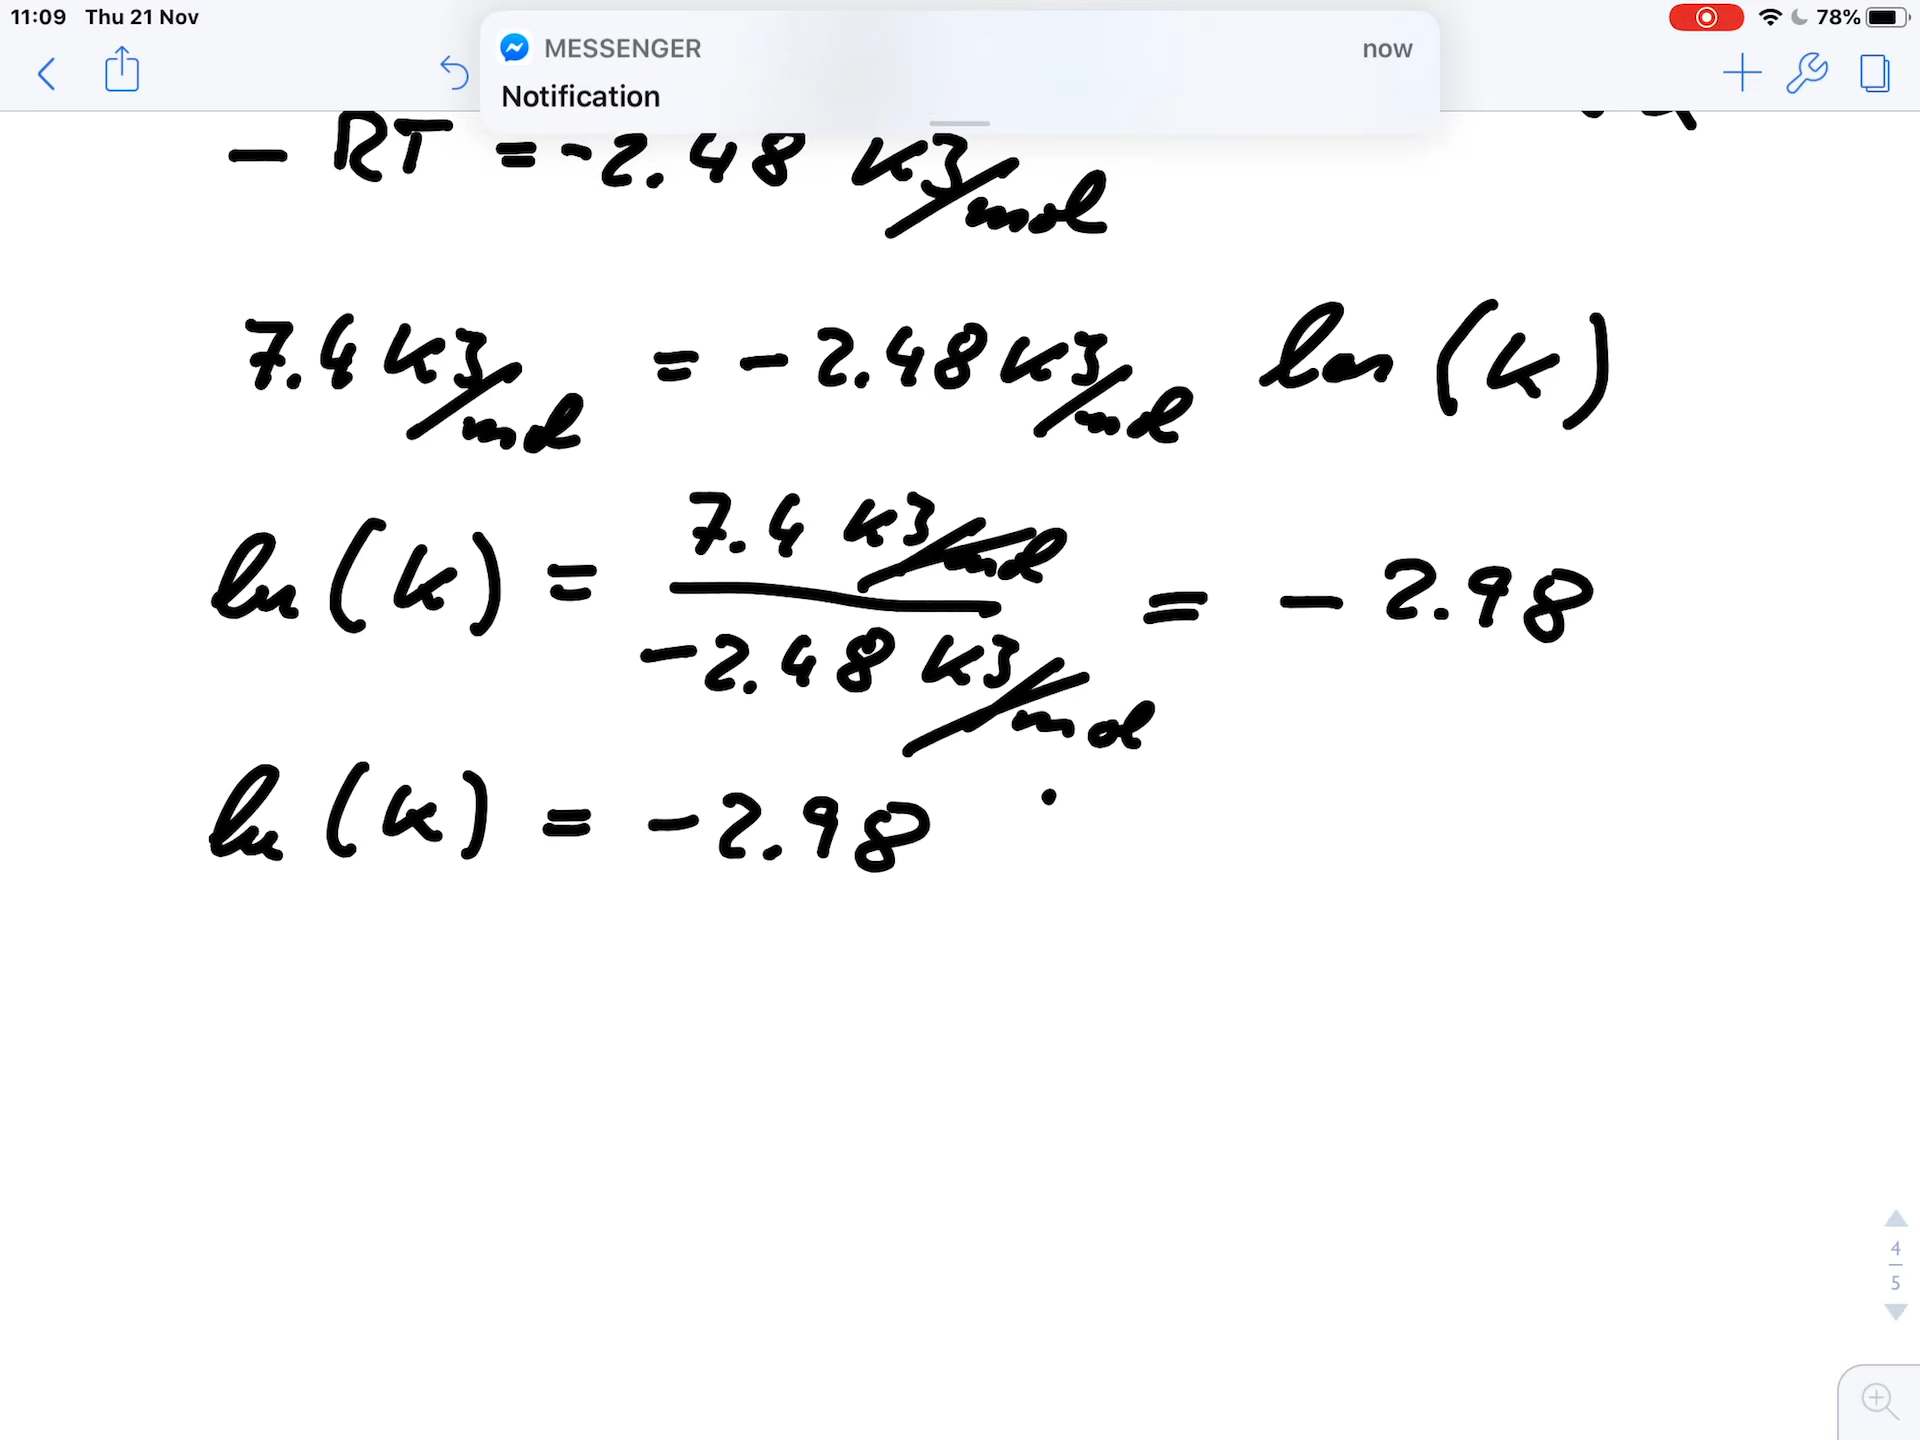 11:09 Thu 21 Nov
78%
MESSENGER now
Notification
- RT = -2.48 kJ/mol
7.4 kJ/mol = -2.48 kJ/mol ln (k)
ln (k) = 7.4 kJ/mol / -2.48 kJ/mol = - 2.98
ln (k) = -2.98
4
5